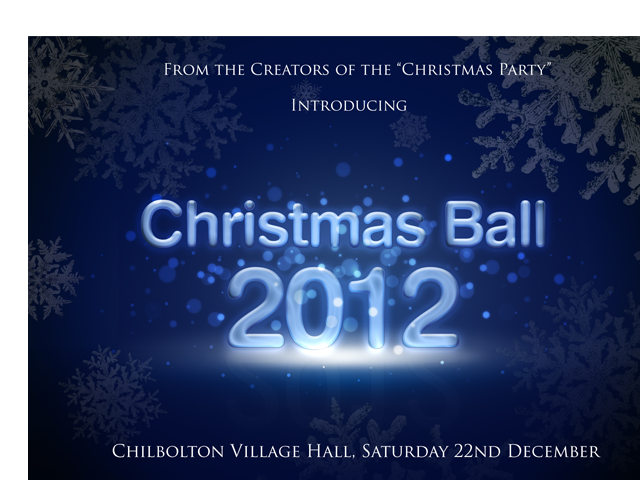 From the Creators of the “Christmas Party”
Introducing
Christmas Ball
2012
Chilbolton Village Hall, Saturday 22nd December